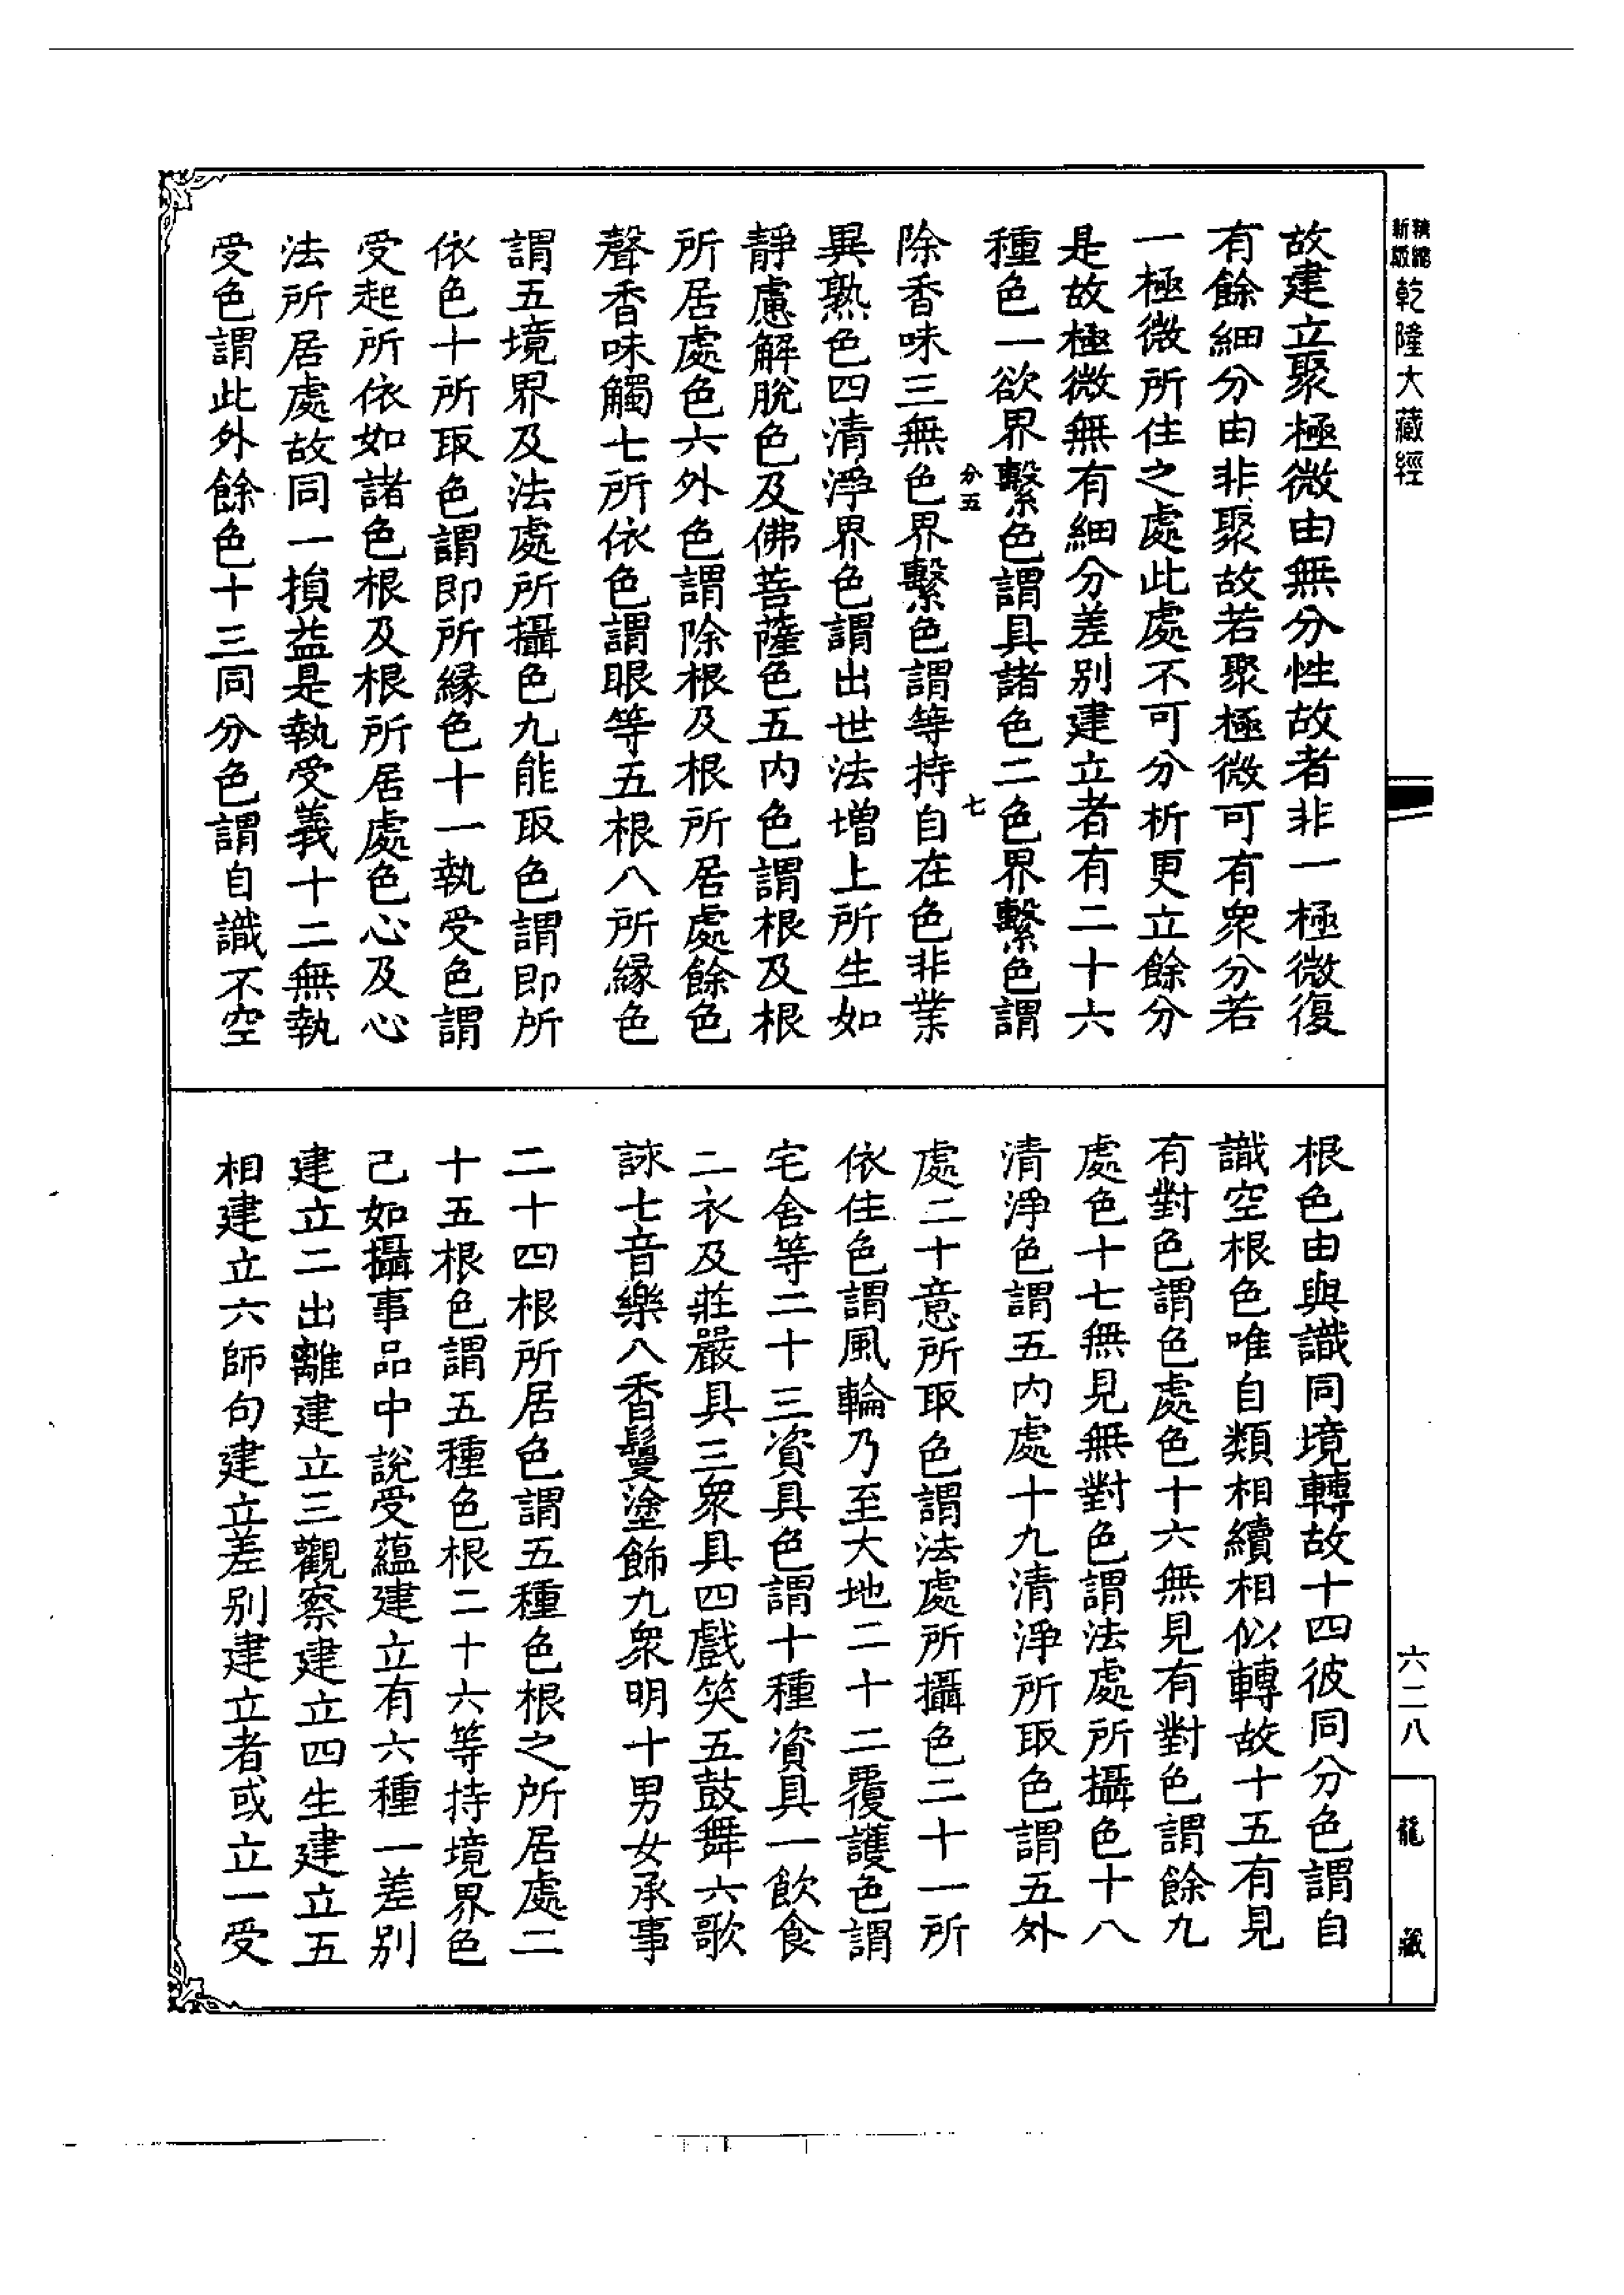 精縮新版乾隆大藏經
六二八
龍藏
故建立聚極微由無分性故者非一極微復
有餘細分由非聚故若聚極微可有衆分若
一極微所住之處此處不可分析更立餘分
是故極微無有細分差别建立者有二十六
種色一欲界繫色謂具諸色二色界繫色謂
分五
七
除香味三無色界繫色謂等持自在色非業
異熟色四清淨界色謂出世法增上所生如
靜慮解脫色及佛菩薩色五内色謂根及根
所居處色六外色謂除根及根所居處餘色
聲香味觸七所依色謂眼等五根八所縁色
謂五境界及法處所攝色九能取色謂即所
依色十所取色謂即所縁色十一執受色謂
受起所依如諸色根及根所居處色心及心
法所居處故同一損益是執受義十二無執
受色謂此外餘色十三同分色謂自識不空
根色由與識同境轉故十四彼同分色謂自
識空根色唯自類相續相似轉故十五有見
有對色謂色處色十六無見有對色謂餘九
處色十七無見無對色謂法處所攝色十八
清淨色謂五内處十九清淨所取色謂五外
處二十意所取色謂法處所攝色二十一所
依住色謂風輪乃至大地二十二覆護色謂
宅舍等二十三資具色謂十種資具一飲食
二衣及莊嚴具三衆具四戲笑五鼓舞六歌
詠七音樂八香鬘塗飾九衆明十男女承事
二十四根所居色謂五種色根之所居處二
十五根色謂五種色根二十六等持境界色
已如攝事品中說受蘊建立有六種一差别
建立二出離建立三觀察建立四生建立五
相建立六師句建立差别建立者或立一受